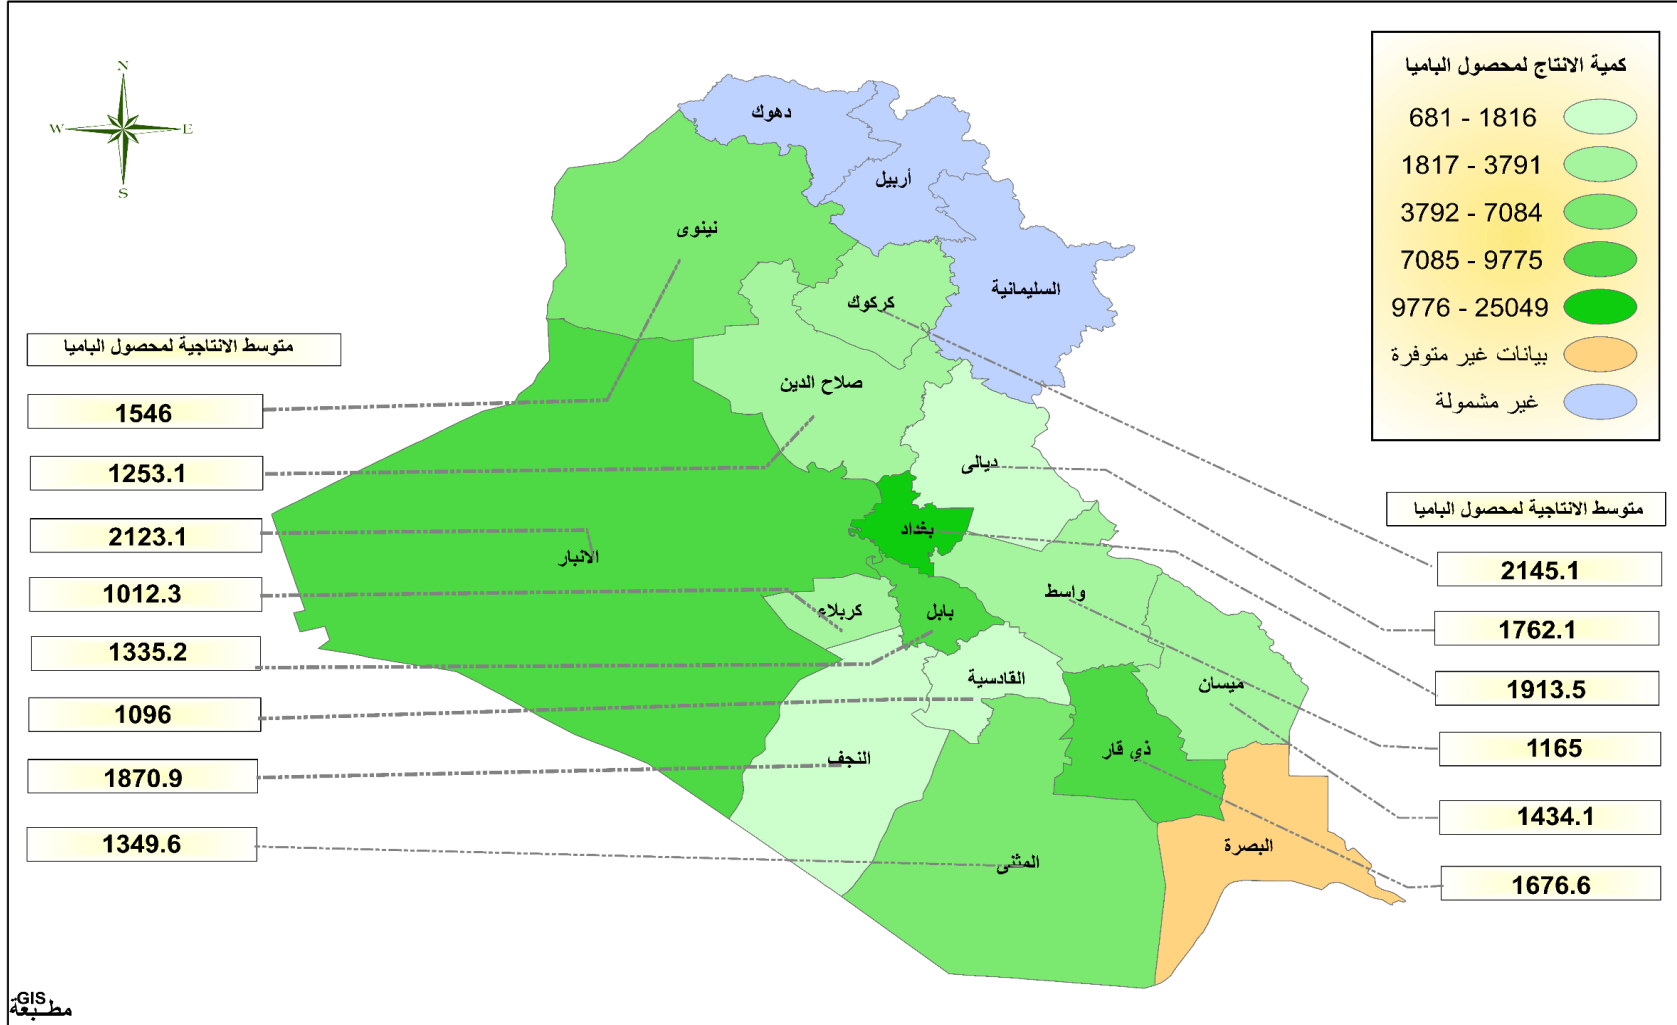 N
W E
S
كمية الانتاج لمحصول الباميا
681 - 1816
1817 - 3791
3792 - 7084
7085 - 9775
9776 - 25049
بيانات غير متوفرة
غير مشمولة
دهوك
أربيل
نينوى
السليمانية
كركوك
صلاح الدين
ديالى
بغداد
الانبار
واسط
بابل
كربلاء
القادسية
ميسان
ذي قار
النجف
المثنى
البصرة
متوسط الانتاجية لمحصول الباميا
1546
1253.1
2123.1
1012.3
1335.2
1096
1870.9
1349.6
متوسط الانتاجية لمحصول الباميا
2145.1
1762.1
1913.5
1165
1434.1
1676.6
GIS
مطـبعة